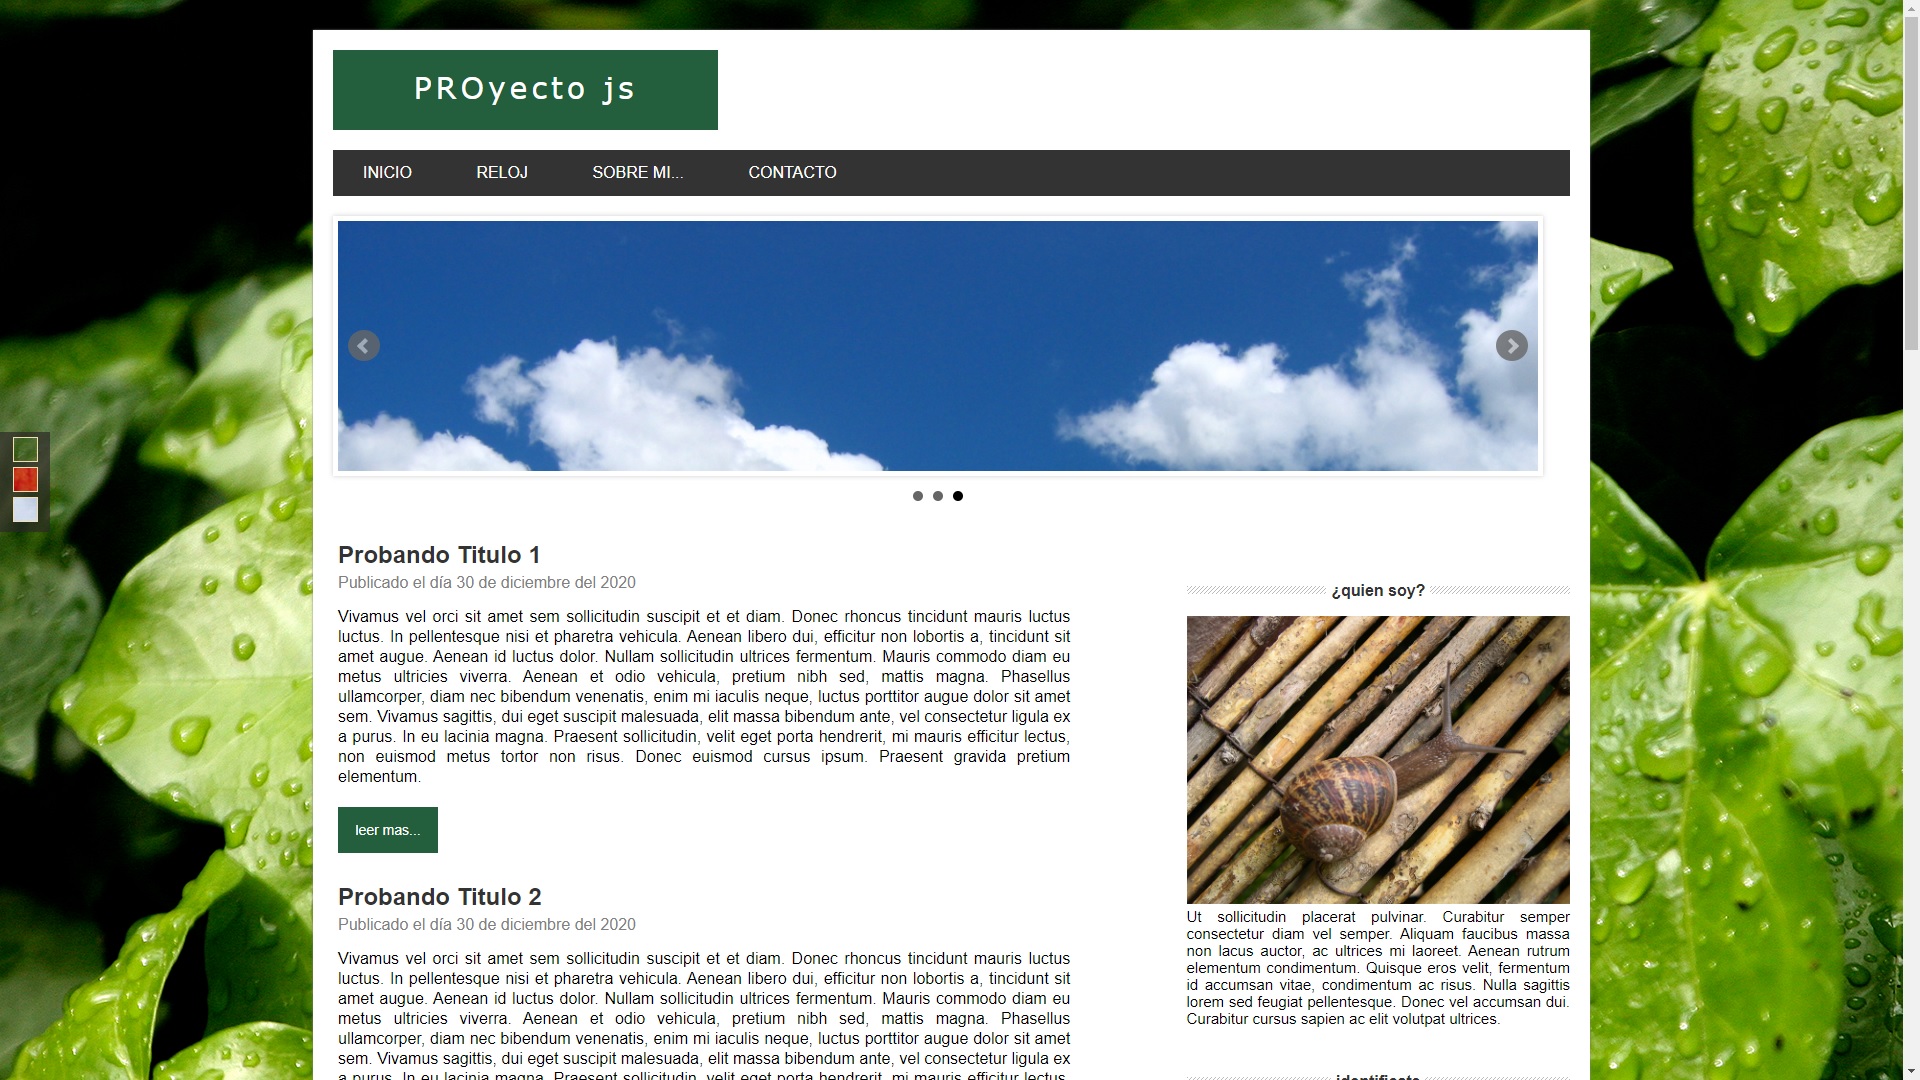 PROyecto js
INICIO
RELOJ
SOBRE MI...
CONTACTO
Probando Titulo 1
Publicado el día 30 de diciembre del 2020
Vivamus vel orci sit amet sem sollicitudin suscipit et et diam. Donec rhoncus tincidunt mauris luctus
luctus. In pellentesque nisi et pharetra vehicula. Aenean libero dui, efficitur non lobortis a, tincidunt sit
amet augue. Aenean id luctus dolor. Nullam sollicitudin ultrices fermentum. Mauris commodo diam eu
metus ultricies viverra. Aenean et odio vehicula, pretium nibh sed, mattis magna. Phasellus
ullamcorper, diam nec bibendum venenatis, enim mi iaculis neque, luctus porttitor augue dolor sit amet
sem. Vivamus sagittis, dui eget suscipit malesuada, elit massa bibendum ante, vel consectetur ligula ex
a purus. In eu lacinia magna. Praesent sollicitudin, velit eget porta hendrerit, mi mauris efficitur lectus,
non euismod metus tortor non risus. Donec euismod cursus ipsum. Praesent gravida pretium
elementum.
leer mas...
Probando Titulo 2
Publicado el día 30 de diciembre del 2020
Vivamus vel orci sit amet sem sollicitudin suscipit et et diam. Donec rhoncus tincidunt mauris luctus
luctus. In pellentesque nisi et pharetra vehicula. Aenean libero dui, efficitur non lobortis a, tincidunt sit
amet augue. Aenean id luctus dolor. Nullam sollicitudin ultrices fermentum. Mauris commodo diam eu
metus ultricies viverra. Aenean et odio vehicula, pretium nibh sed, mattis magna. Phasellus
ullamcorper, diam nec bibendum venenatis, enim mi iaculis neque, luctus porttitor augue dolor sit amet
sem. Vivamus sagittis, dui eget suscipit malesuada, elit massa bibendum ante, vel consectetur ligula ex
a purus. In eu lacinia magna. Praesent sollicitudin, velit eget porta hendrerit, mi mauris efficitur lectus,
¿quien soy?
Ut sollicitudin placerat pulvinar. Curabitur semper
consectetur diam vel semper. Aliquam faucibus massa
non lacus auctor, ac ultrices mi laoreet. Aenean rutrum
elementum condimentum. Quisque eros velit, fermentum
id accumsan vitae, condimentum ac risus. Nulla sagittis
lorem sed feugiat pellentesque. Donec vel accumsan dui.
Curabitur cursus sapien ac elit volutpat ultrices.